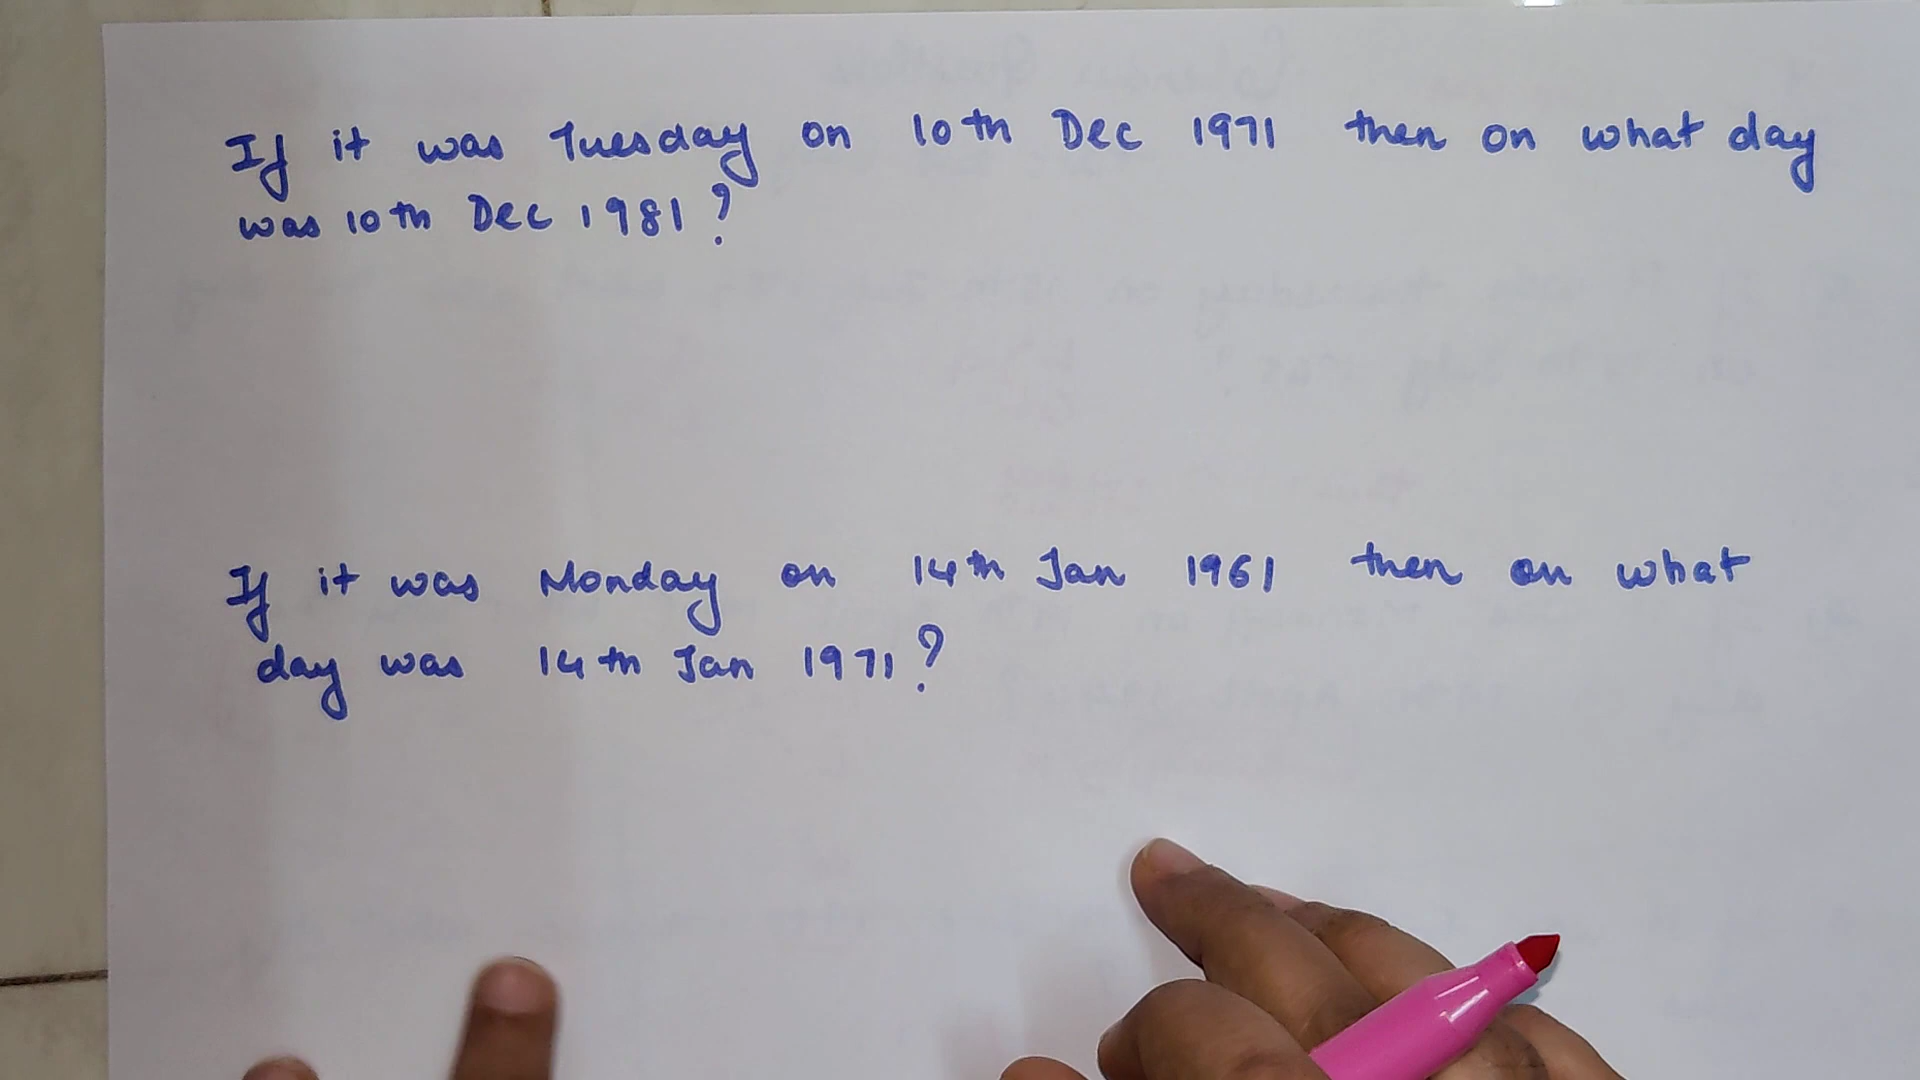 If it was Tuesday on 10th Dec 1971 then on what day
was 10th Dec 1981?
If it was Monday on 14th Jan 1961 then on what
day was 14th Jan 1971?